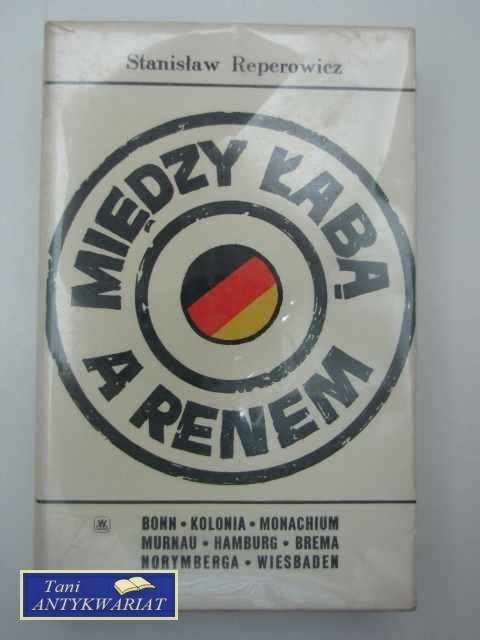 Stanisław Reperowicz
MIĘDZY ŁABĄ
A RENEM
BONN • KOLONIA • MONACHIUM
MURNAU • HAMBURG • BREMA
NORYMBERGA • WIESBADEN
Tani
ANTYKWARIAT